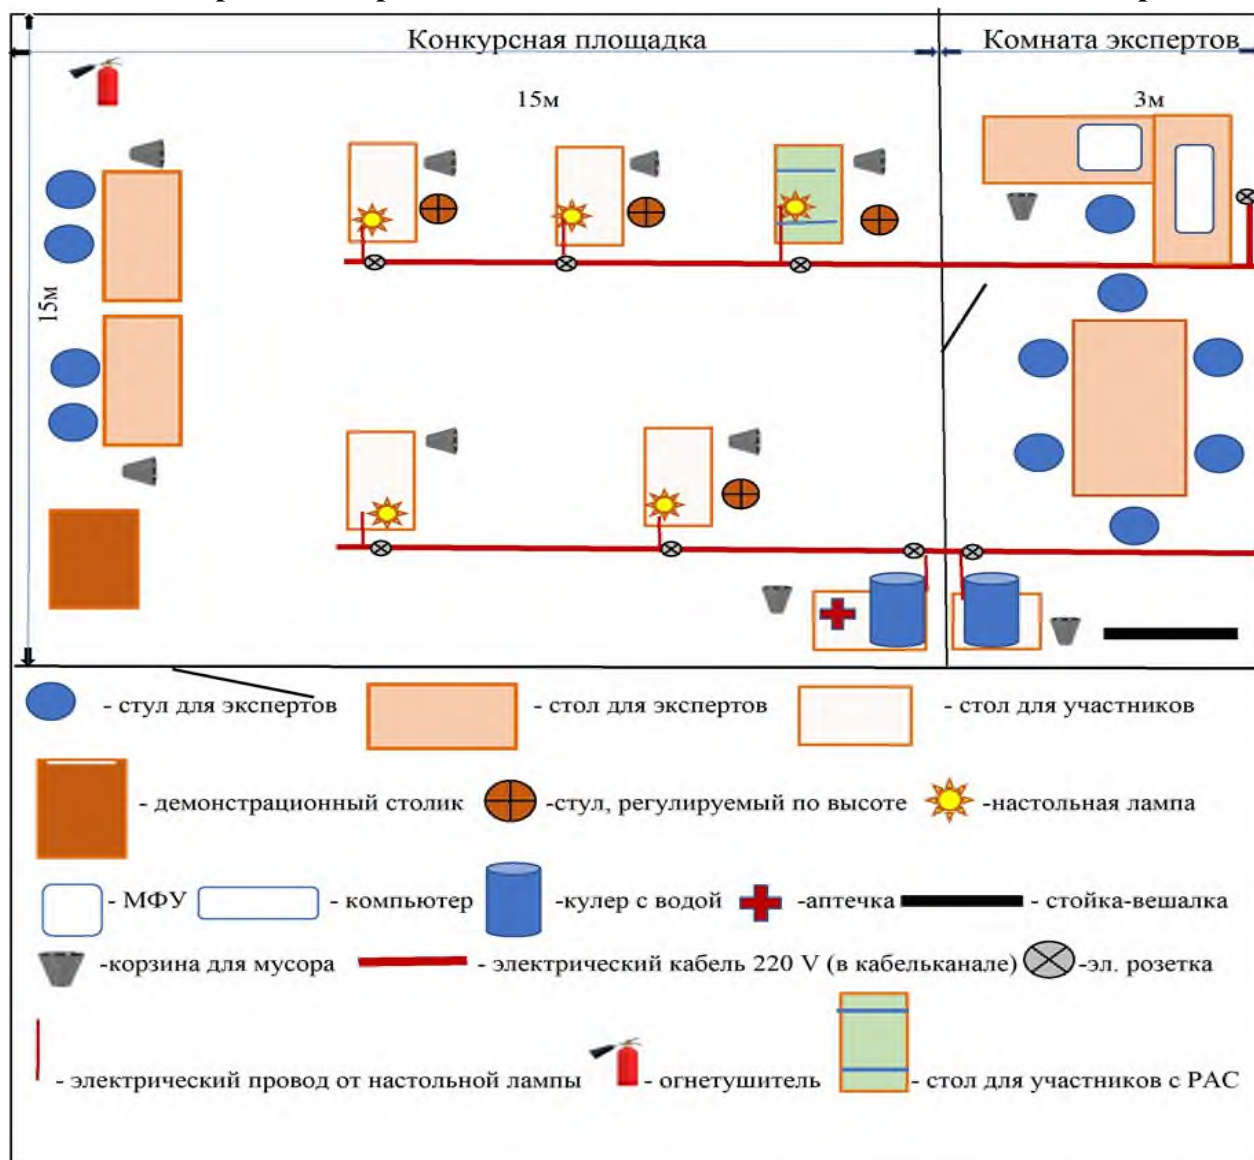 Конкурсная площадка
Комната экспертов
15м
3м
15м
- стул для экспертов
- стол для экспертов
- стол для участников
- демонстрационный столик
-стул, регулируемый по высоте
-настольная лампа
- МФУ
- компьютер
-кулер с водой
-аптечка
- стойка-вешалка
-корзина для мусора
- электрический кабель 220 V (в кабельканале)
-эл. розетка
- электрический провод от настольной лампы
- огнетушитель
- стол для участников с РАС